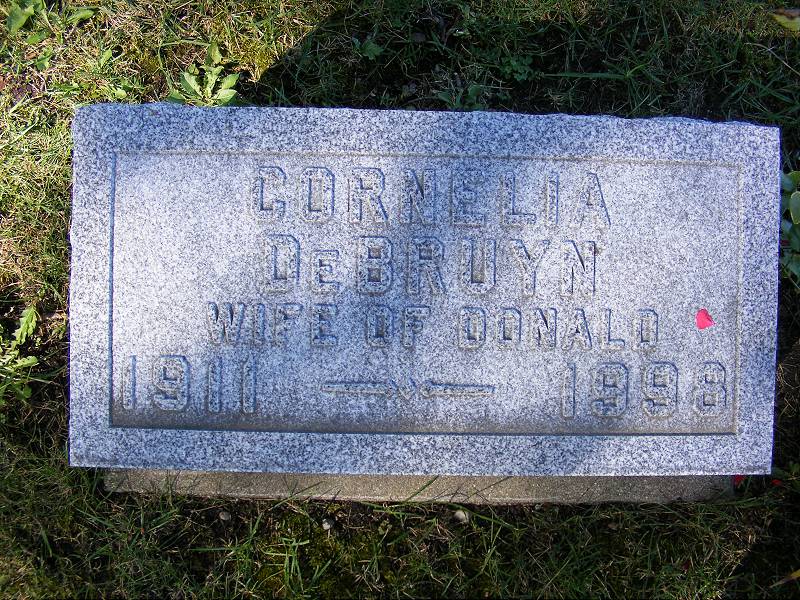 CORNELIA
DeBRUYN
WIFE OF DONALD
1911 1998